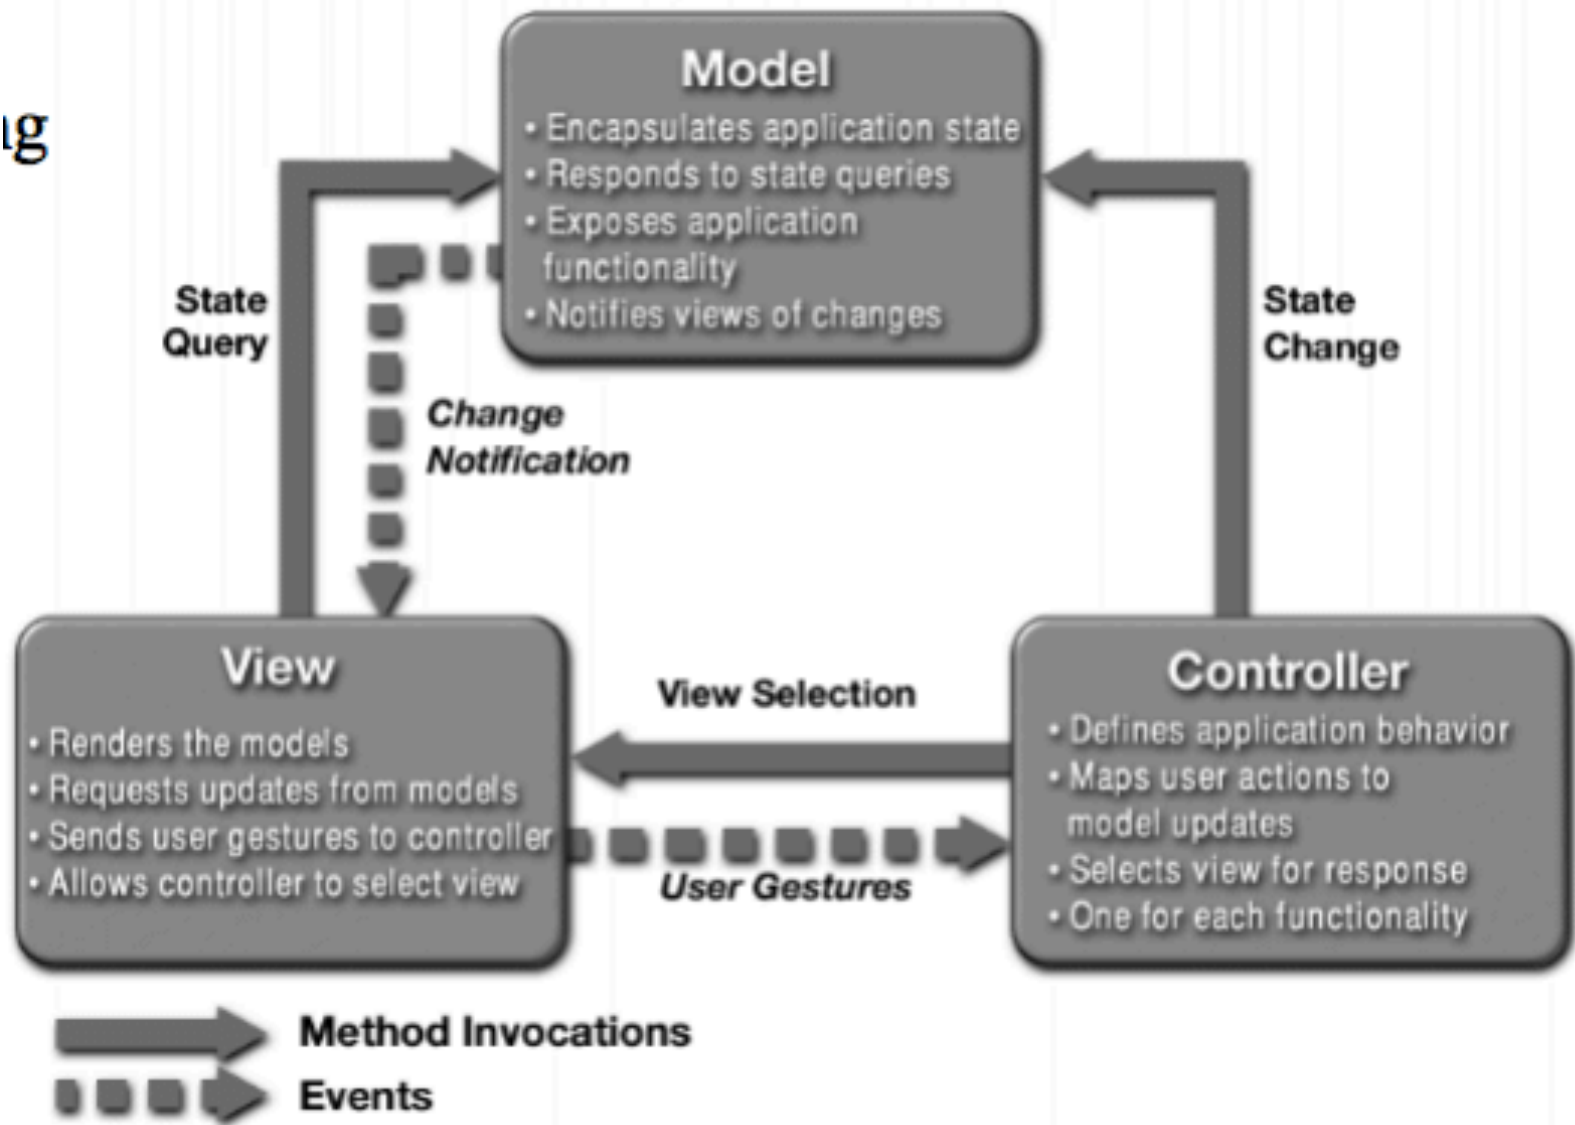 Model
• Encapsulates application state
• Responds to state queries
• Exposes application
functionality
• Notifies views of changes
State
Query
Change
Notification
State
Change
View
• Renders the models
• Requests updates from models
• Sends user gestures to controller
• Allows controller to select view
View Selection
User Gestures
Controller
• Defines application behavior
• Maps user actions to
model updates
• Selects view for response
• One for each functionality
Method Invocations
Events